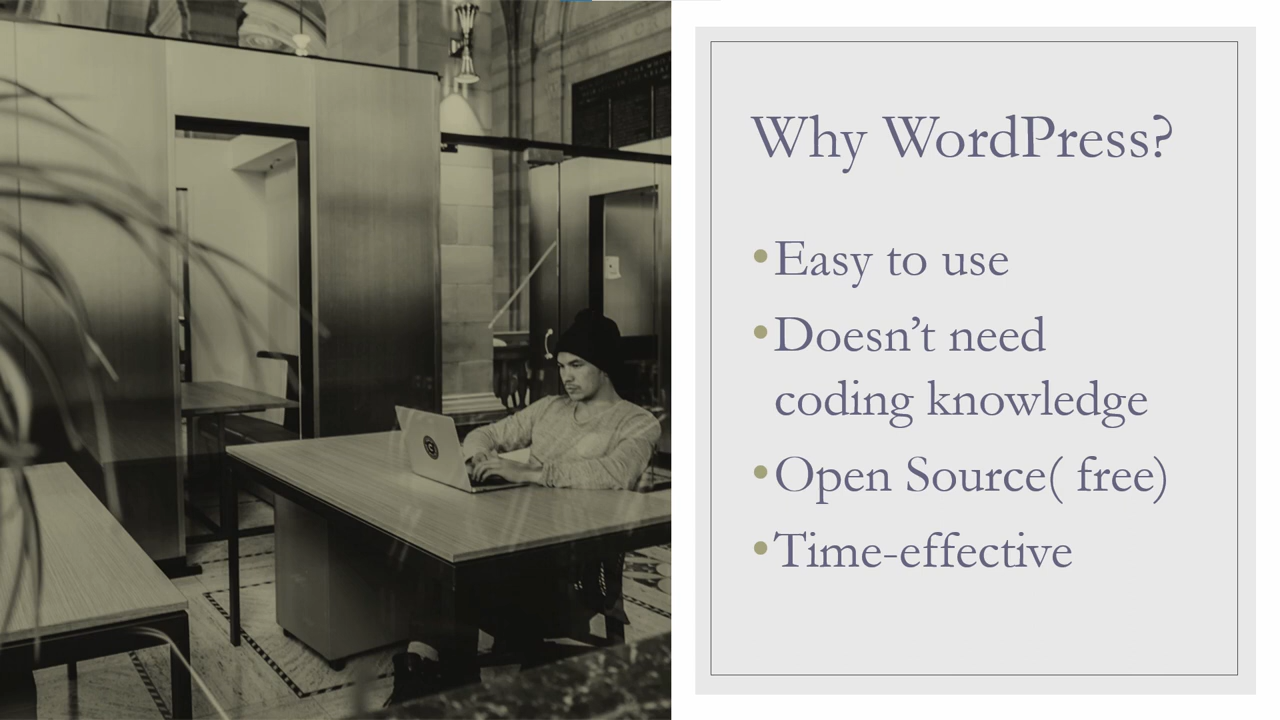 Why WordPress?
•Easy to use
•Doesn’t need
coding knowledge
•Open Source( free)
•Time-effective